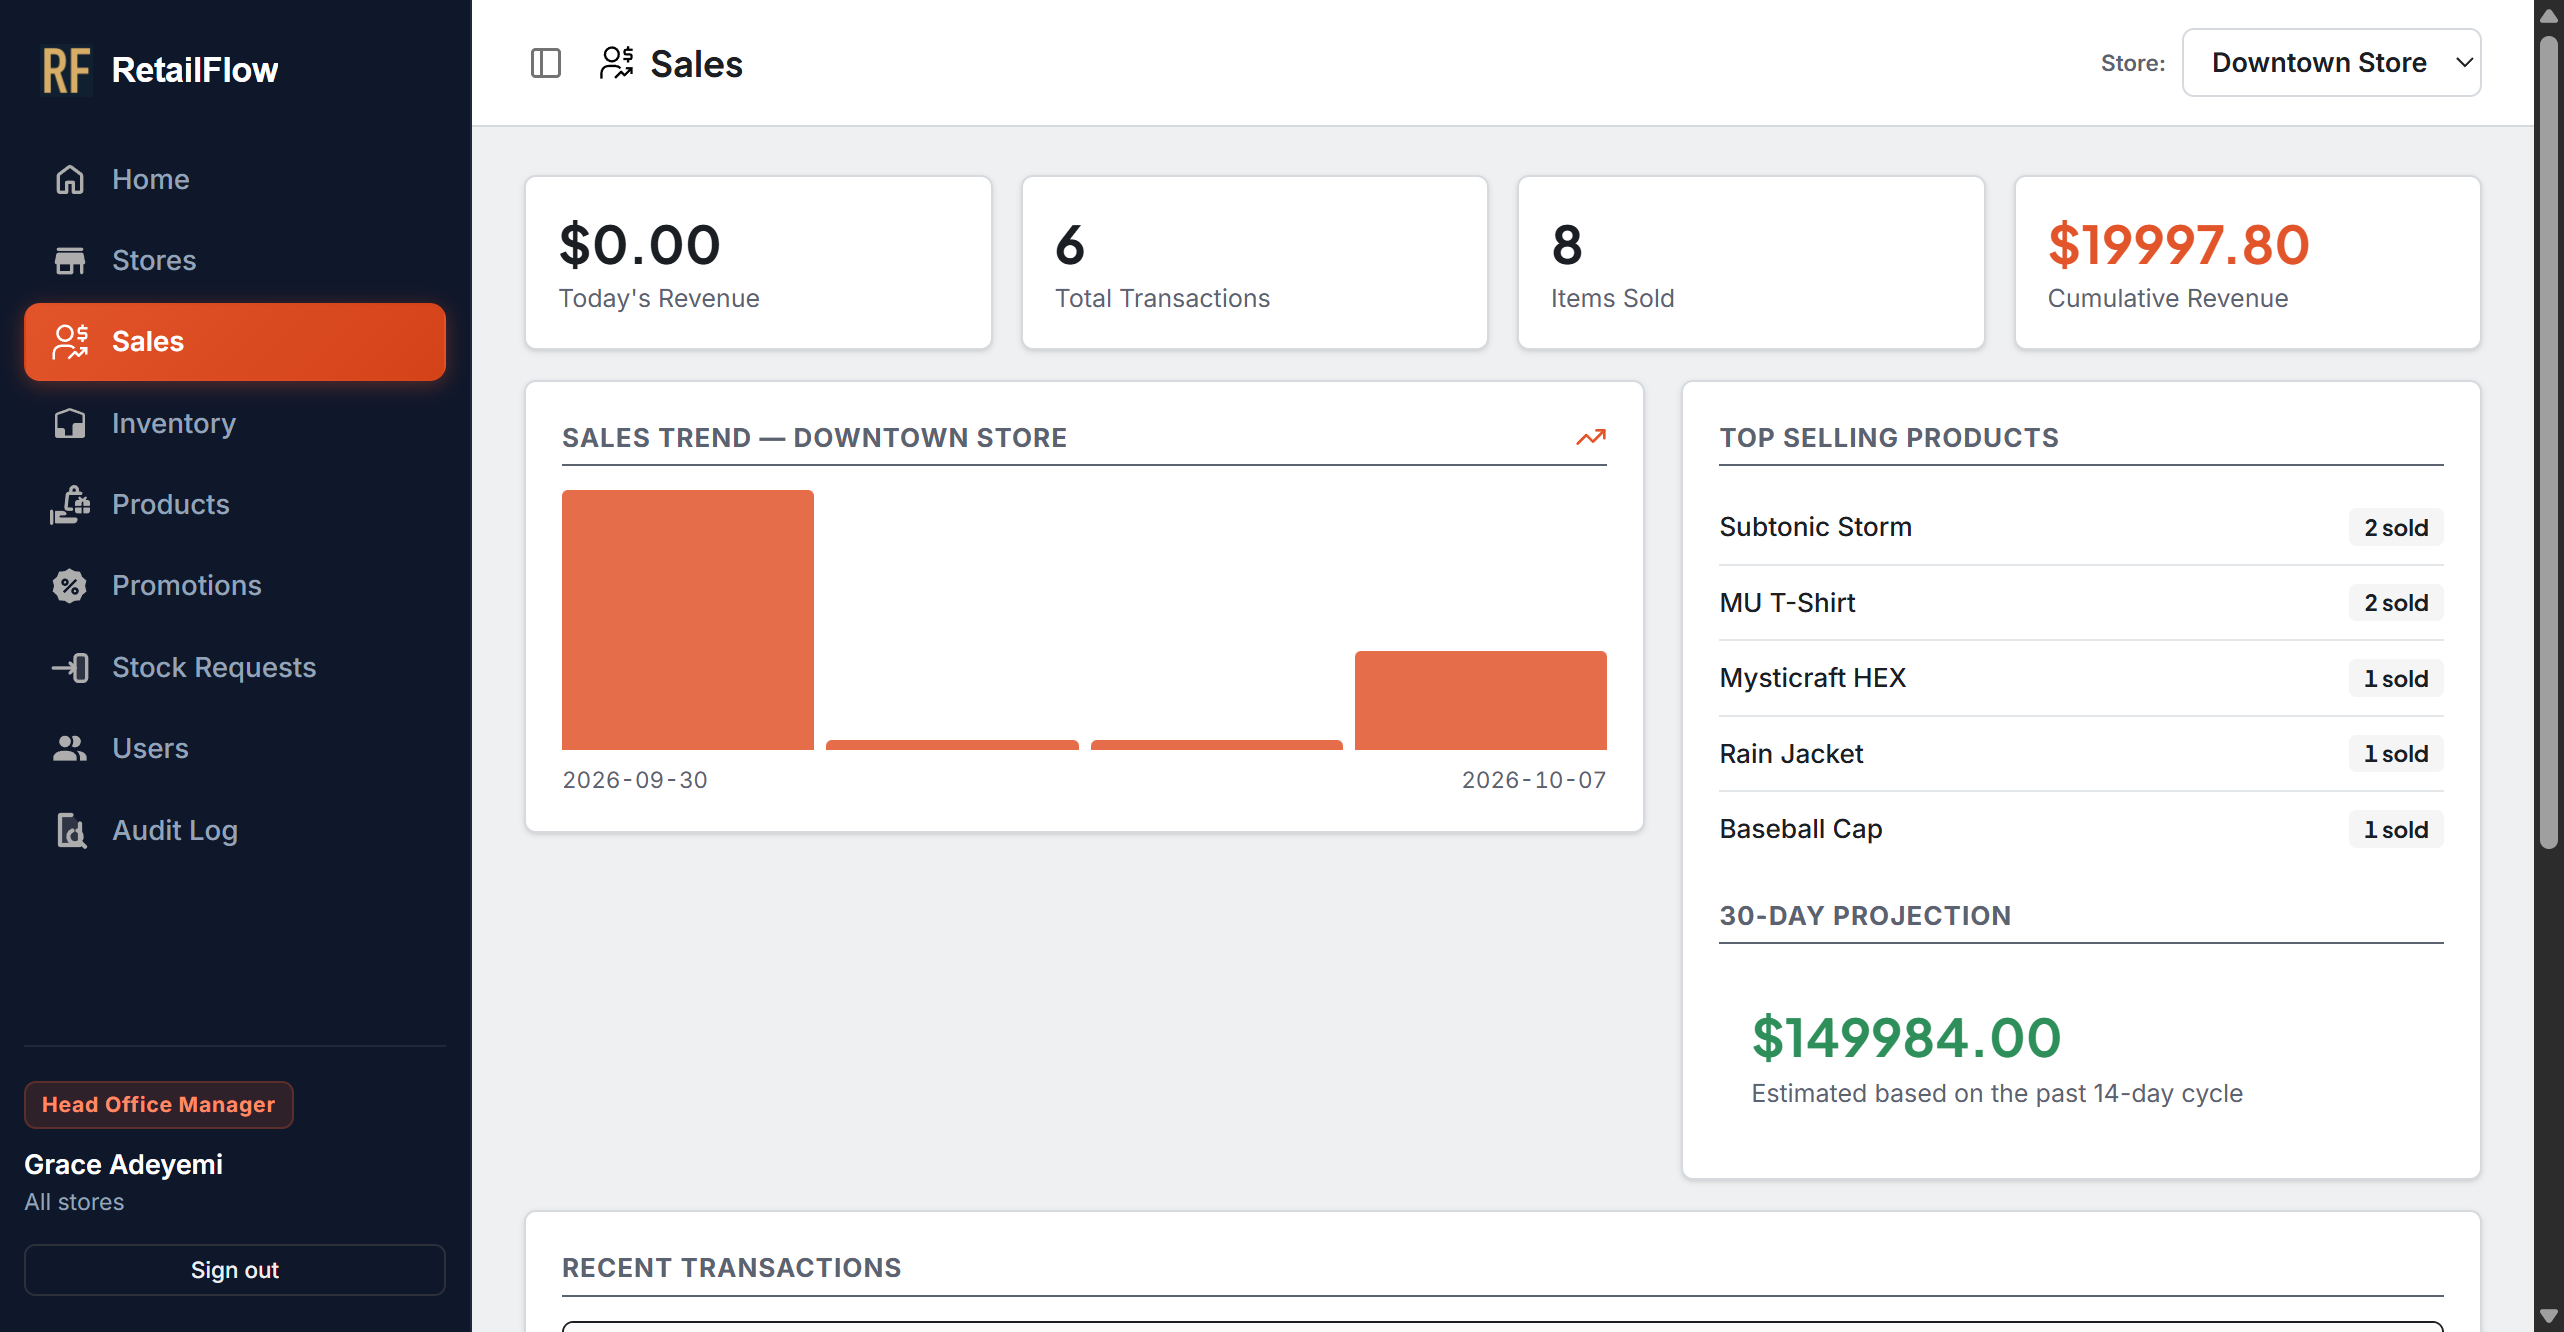 RF RetailFlow
Home
Stores
Sales
Inventory
Products
Promotions
Stock Requests
Users
Audit Log
Head Office Manager
Grace Adeyemi
All stores
Sign out
Sales
Store: Downtown Store
$0.00
Today's Revenue
6
Total Transactions
8
Items Sold
$19997.80
Cumulative Revenue
SALES TREND — DOWNTOWN STORE
2026-09-30 2026-10-07
TOP SELLING PRODUCTS
Subtonic Storm 2 sold
MU T-Shirt 2 sold
Mysticraft HEX 1 sold
Rain Jacket 1 sold
Baseball Cap 1 sold
30-DAY PROJECTION
$149984.00
Estimated based on the past 14-day cycle
RECENT TRANSACTIONS